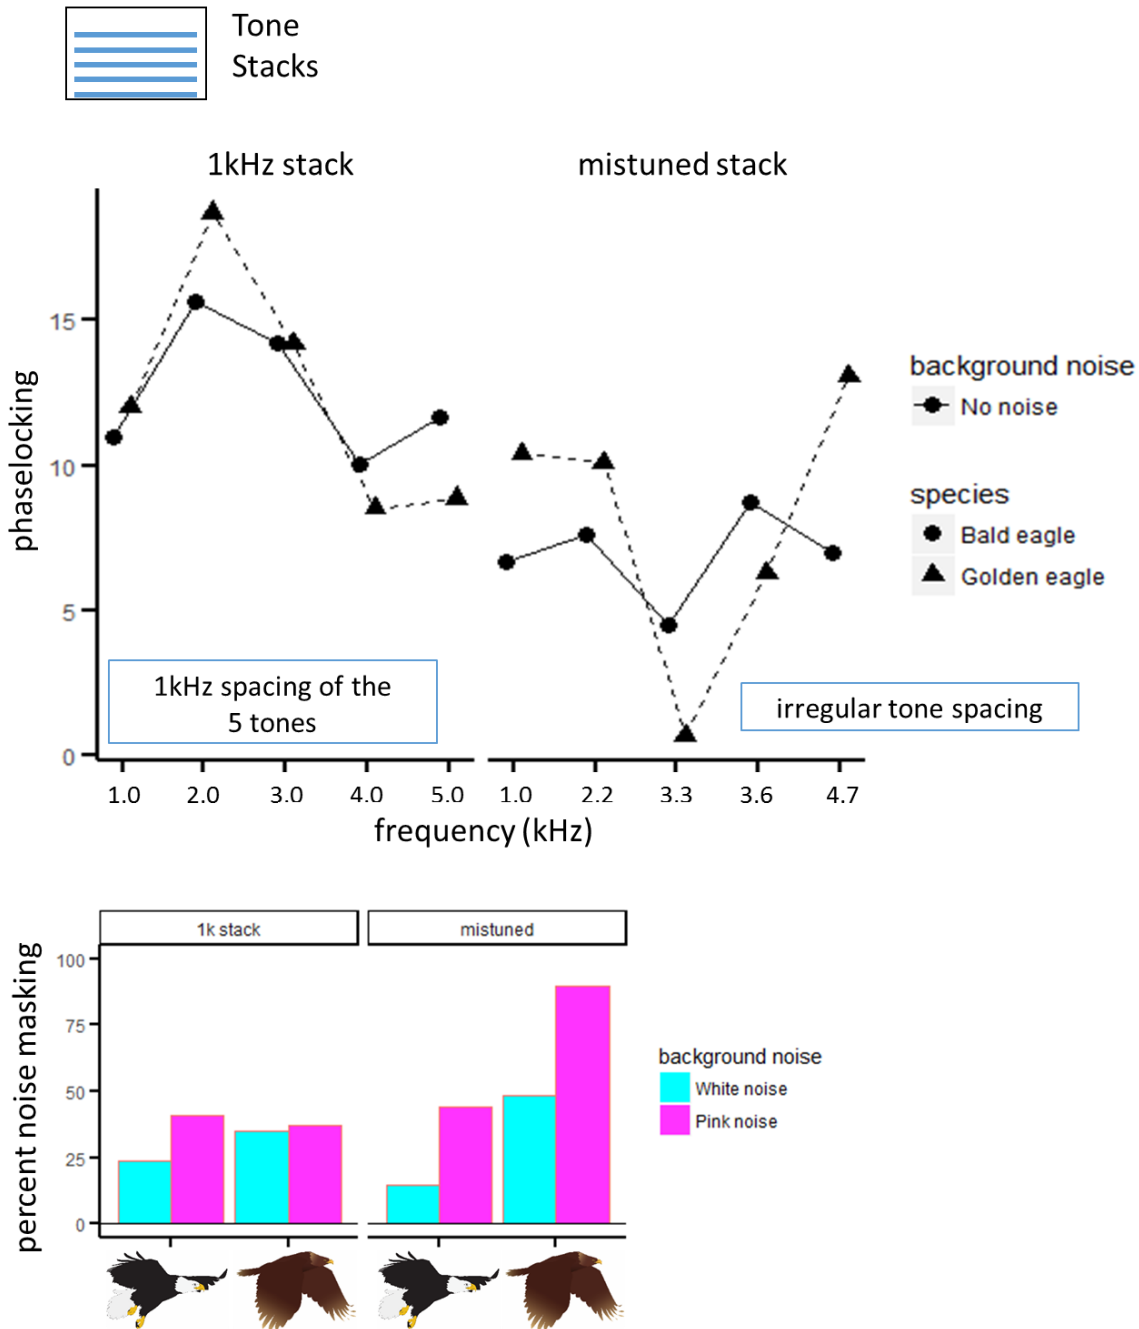 Tone
Stacks
1kHz stack
mistuned stack
phaselocking
15
10
5
0
1kHz spacing of the
5 tones
irregular tone spacing
1.0 2.0 3.0 4.0 5.0 1.0 2.2 3.3 3.6 4.7
frequency (kHz)
background noise
No noise
species
Bald eagle
Golden eagle
1k stack
mistuned
percent noise masking
100
75
50
25
0
background noise
White noise
Pink noise